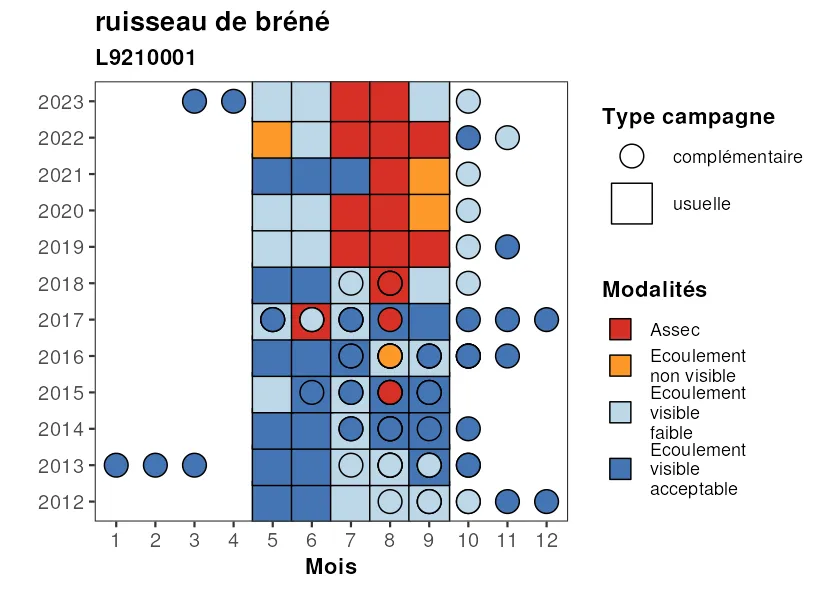 ruisseau de bréné
L9210001
2023
2022
2021
2020
2019
2018
2017
2016
2015
2014
2013
2012
1 2 3 4 5 6 7 8 9 10 11 12
Mois
Type campagne
complémentaire
usuelle
Modalités
Assec
Ecoulement
non visible
Ecoulement
visible
faible
Ecoulement
visible
acceptable